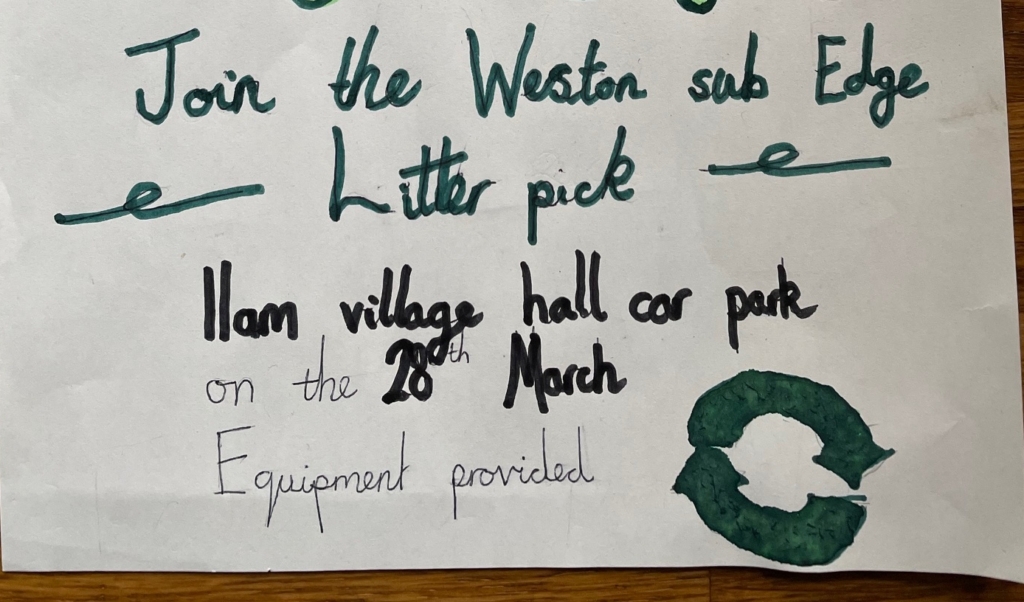 Join the Weston sub Edge
Litter pick
11am village hall car park
on the 28th March
Equipment provided